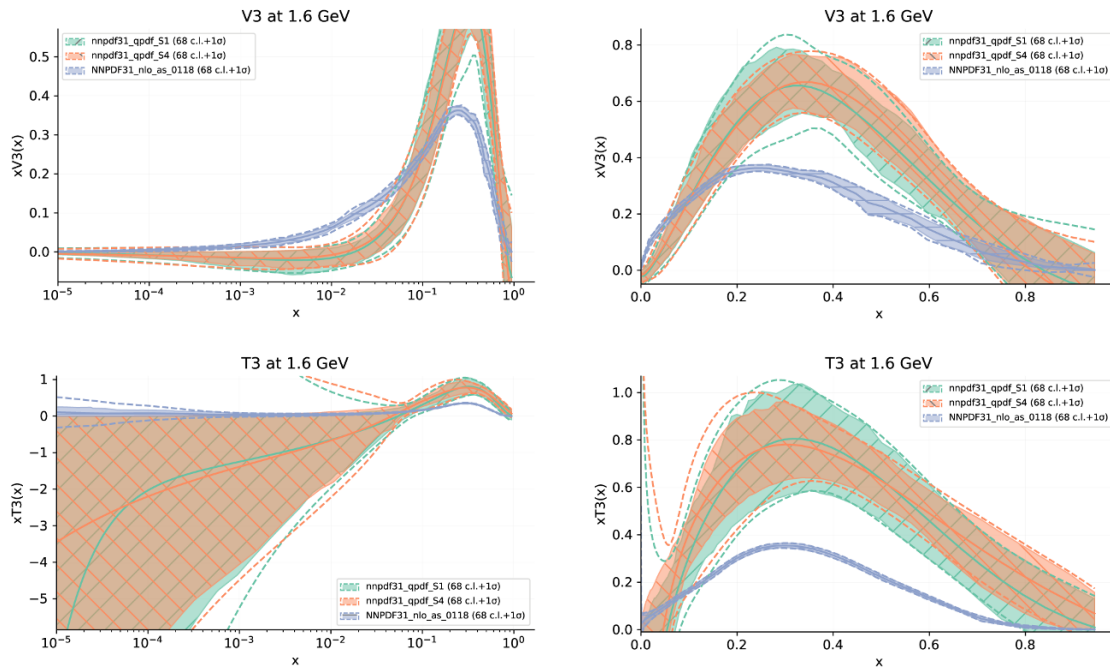 V3 at 1.6 GeV
nnpdf31_qpdf_S1 (68 c.l.+1σ)
nnpdf31_qpdf_S4 (68 c.l.+1σ)
NNPDF31_nlo_as_0118 (68 c.l.+1σ)
xV3(x)
0.5
0.4
0.3
0.2
0.1
0.0
10⁻⁵
10⁻⁴
10⁻³
10⁻²
10⁻¹
10⁰
x
V3 at 1.6 GeV
nnpdf31_qpdf_S1 (68 c.l.+1σ)
nnpdf31_qpdf_S4 (68 c.l.+1σ)
NNPDF31_nlo_as_0118 (68 c.l.+1σ)
xV3(x)
0.8
0.6
0.4
0.2
0.0
0.0
0.2
0.4
0.6
0.8
x
T3 at 1.6 GeV
xT3(x)
1
0
−1
−2
−3
−4
−5
nnpdf31_qpdf_S1 (68 c.l.+1σ)
nnpdf31_qpdf_S4 (68 c.l.+1σ)
NNPDF31_nlo_as_0118 (68 c.l.+1σ)
10⁻⁵
10⁻⁴
10⁻³
10⁻²
10⁻¹
10⁰
x
T3 at 1.6 GeV
nnpdf31_qpdf_S1 (68 c.l.+1σ)
nnpdf31_qpdf_S4 (68 c.l.+1σ)
NNPDF31_nlo_as_0118 (68 c.l.+1σ)
xT3(x)
1.0
0.8
0.6
0.4
0.2
0.0
0.0
0.2
0.4
0.6
0.8
x